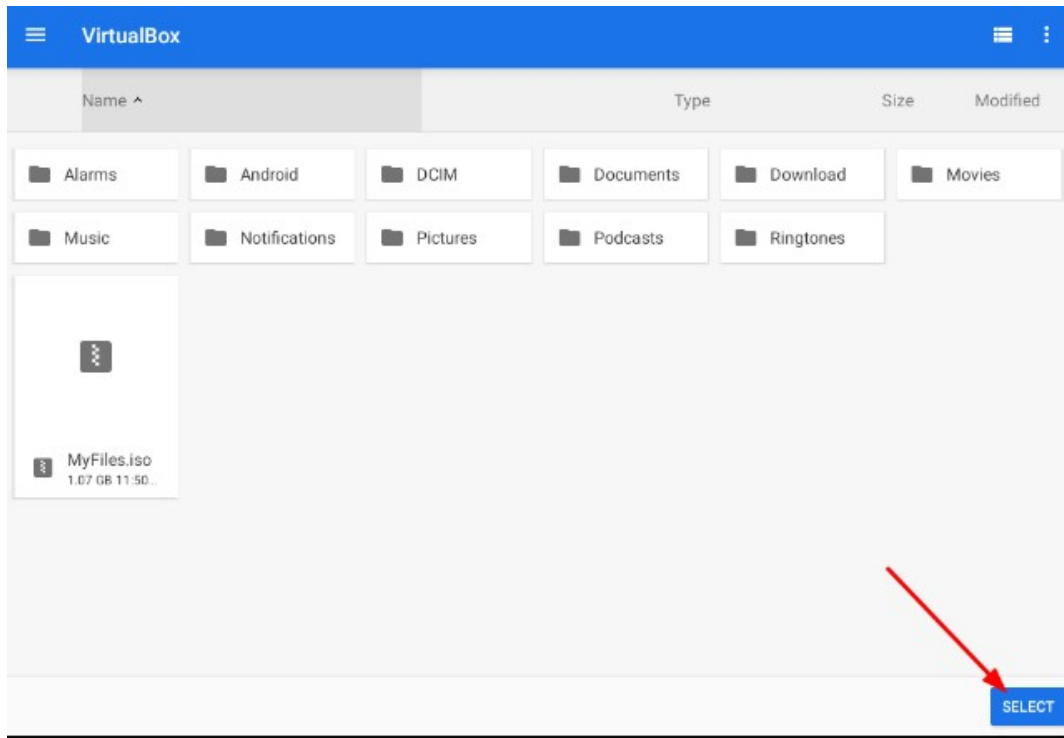 VirtualBox
Name Type Size Modified
Alarms Android DCIM Documents Download Movies
Music Notifications Pictures Podcasts Ringtones
MyFiles.iso
1.07 GB 11:50...
SELECT